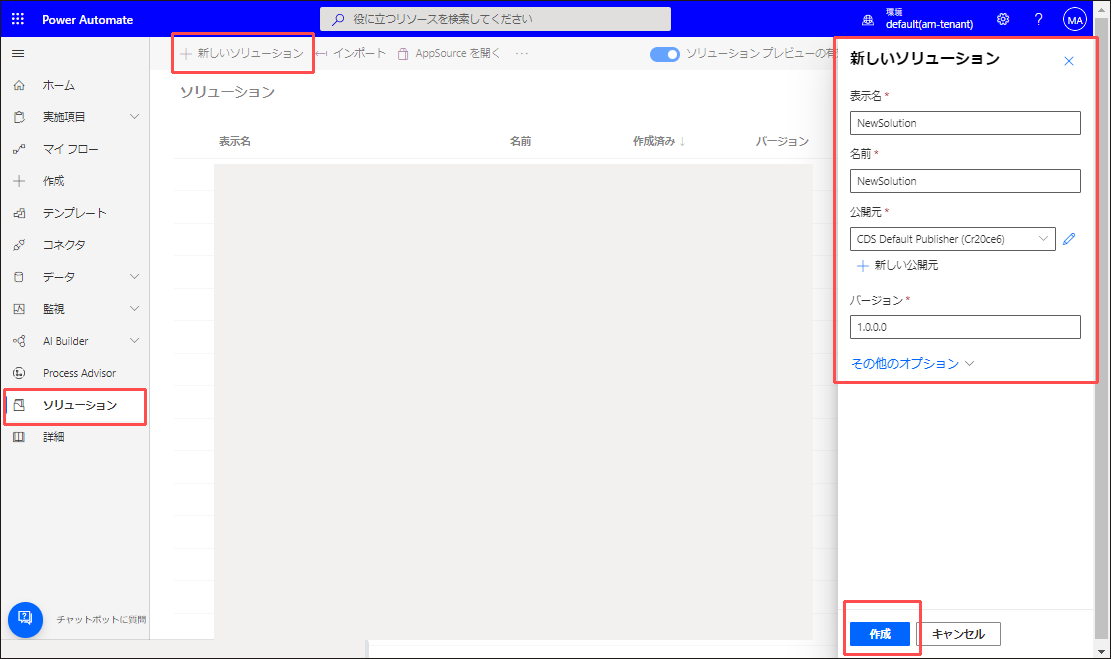 Power Automate
役に立つリソースを検索してください
環境
default(am-tenant)
MA
新しいソリューション
インポート
AppSource を開く
ソリューション プレビューの有
ホーム
実施項目
マイ フロー
作成
テンプレート
コネクタ
データ
監視
AI Builder
Process Advisor
ソリューション
詳細
チャットボットに質問
ソリューション
表示名 名前 作成済み ↓ バージョン
新しいソリューション
表示名 *
NewSolution
名前 *
NewSolution
公開元 *
CDS Default Publisher (Cr20ce6)
新しい公開元
バージョン *
1.0.0.0
その他のオプション
作成
キャンセル